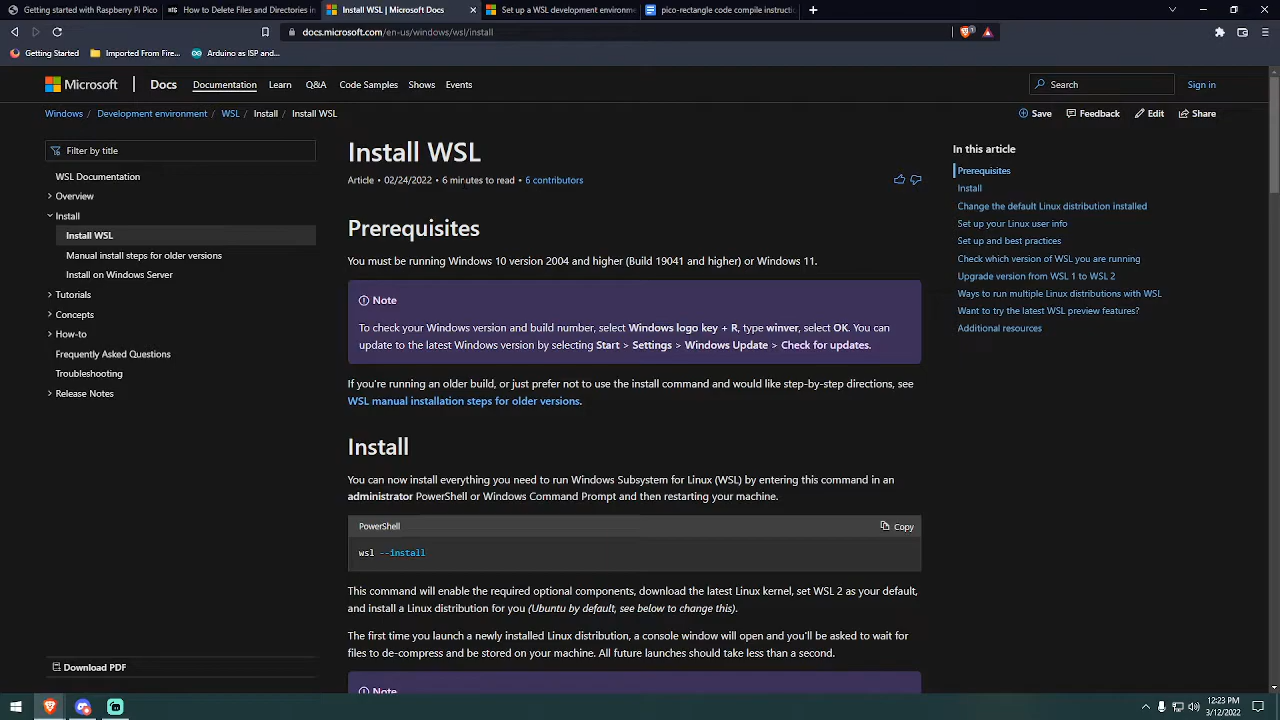 Getting started with Raspberry Pi Pico
How to Delete Files and Directories in
Install WSL | Microsoft Docs
Set up a WSL development environme
pico-rectangle code compile instructi
docs.microsoft.com/en-us/windows/wsl/install
1
Getting Started
Imported From Fire...
Arduino as ISP and...
Microsoft
Docs
Documentation
Learn
Q&A
Code Samples
Shows
Events
Search
Sign in
Windows / Development environment / WSL / Install / Install WSL
Save
Feedback
Edit
Share
Filter by title
WSL Documentation
Overview
Install
Install WSL
Manual install steps for older versions
Install on Windows Server
Tutorials
Concepts
How-to
Frequently Asked Questions
Troubleshooting
Release Notes
Download PDF
Install WSL
Article • 02/24/2022 • 6 minutes to read • 6 contributors
Prerequisites
You must be running Windows 10 version 2004 and higher (Build 19041 and higher) or Windows 11.
Note
To check your Windows version and build number, select Windows logo key + R, type winver, select OK. You can
update to the latest Windows version by selecting Start > Settings > Windows Update > Check for updates.
If you're running an older build, or just prefer not to use the install command and would like step-by-step directions, see
WSL manual installation steps for older versions.
Install
You can now install everything you need to run Windows Subsystem for Linux (WSL) by entering this command in an
administrator PowerShell or Windows Command Prompt and then restarting your machine.
PowerShell
Copy
wsl --install
This command will enable the required optional components, download the latest Linux kernel, set WSL 2 as your default,
and install a Linux distribution for you (Ubuntu by default, see below to change this).
The first time you launch a newly installed Linux distribution, a console window will open and you'll be asked to wait for
files to de-compress and be stored on your machine. All future launches should take less than a second.
Note
In this article
Prerequisites
Install
Change the default Linux distribution installed
Set up your Linux user info
Set up and best practices
Check which version of WSL you are running
Upgrade version from WSL 1 to WSL 2
Ways to run multiple Linux distributions with WSL
Want to try the latest WSL preview features?
Additional resources
12:23 PM
3/12/2022